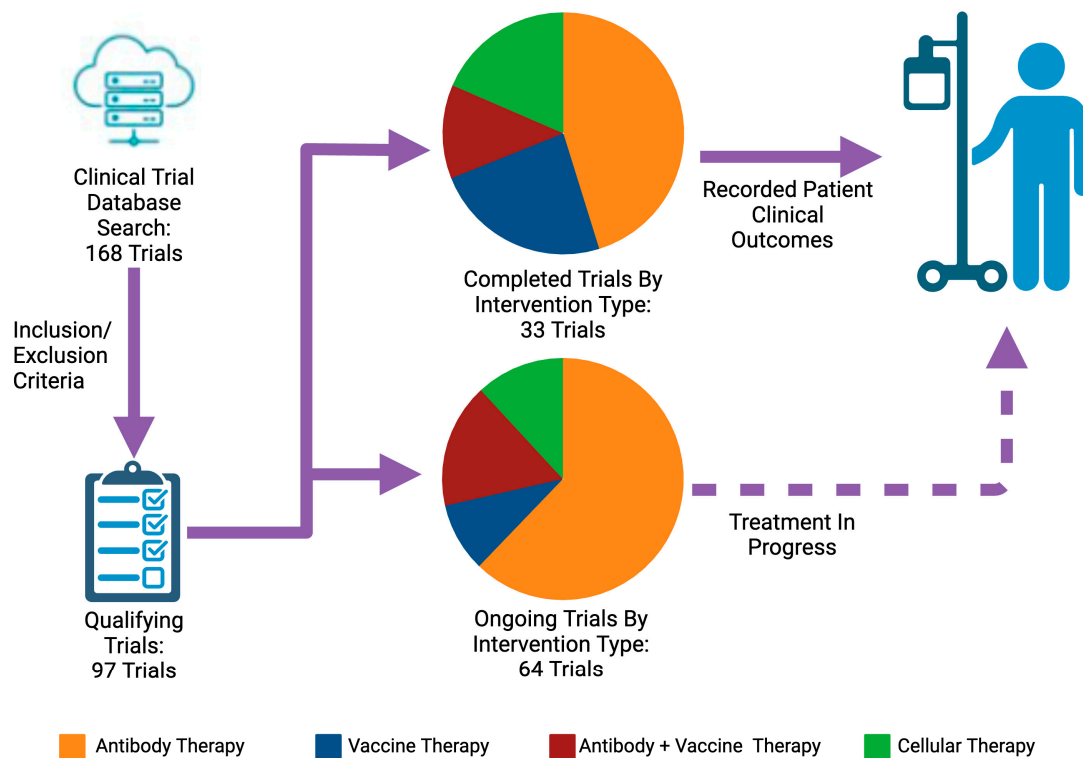 Clinical Trial
Database
Search:
168 Trials
Inclusion/
Exclusion
Criteria
Qualifying
Trials:
97 Trials
Completed Trials By
Intervention Type:
33 Trials
Recorded Patient
Clinical
Outcomes
Ongoing Trials By
Intervention Type:
64 Trials
Treatment In
Progress
Antibody Therapy
Vaccine Therapy
Antibody + Vaccine Therapy
Cellular Therapy